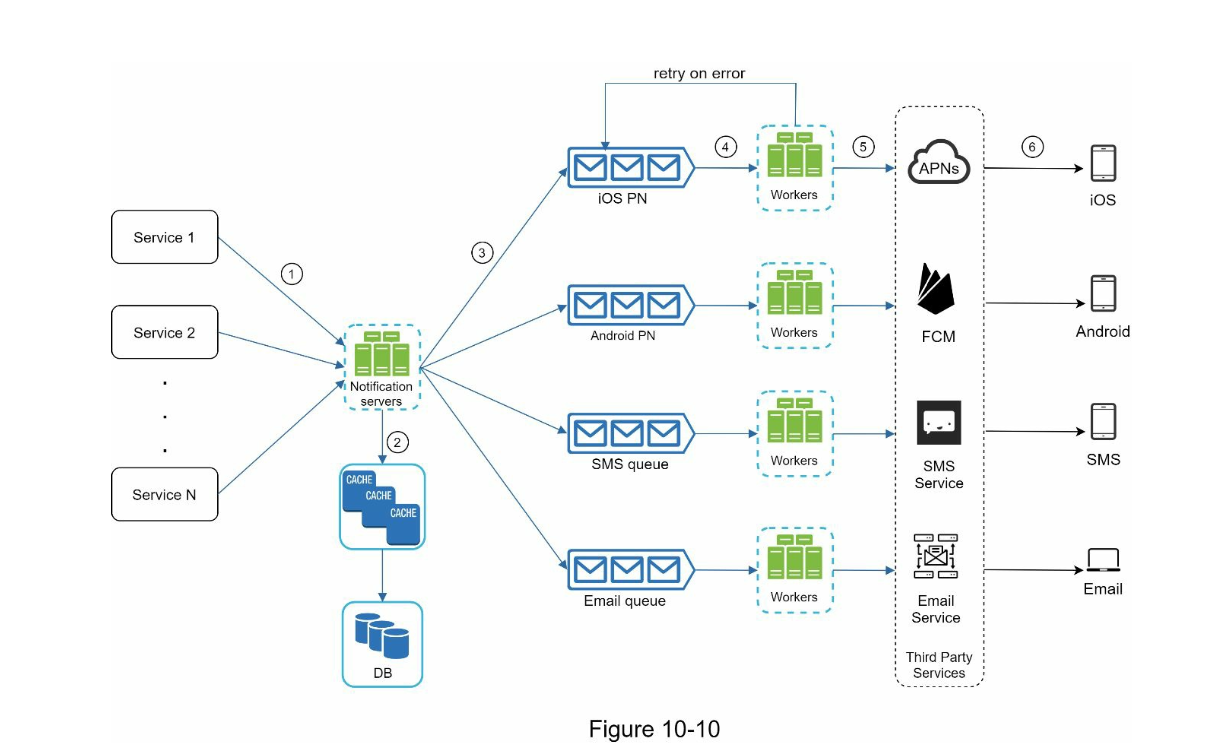 retry on error
4
5
6
APNs
Workers
iOS PN
iOS
Service 1
3
1
Service 2
Workers
Android PN
FCM
Android
Notification
servers
.
.
.
2
Workers
SMS queue
SMS
Service
SMS
Service N
CACHE
CACHE
CACHE
Workers
Email queue
Email
Service
Email
DB
Third Party
Services
Figure 10-10